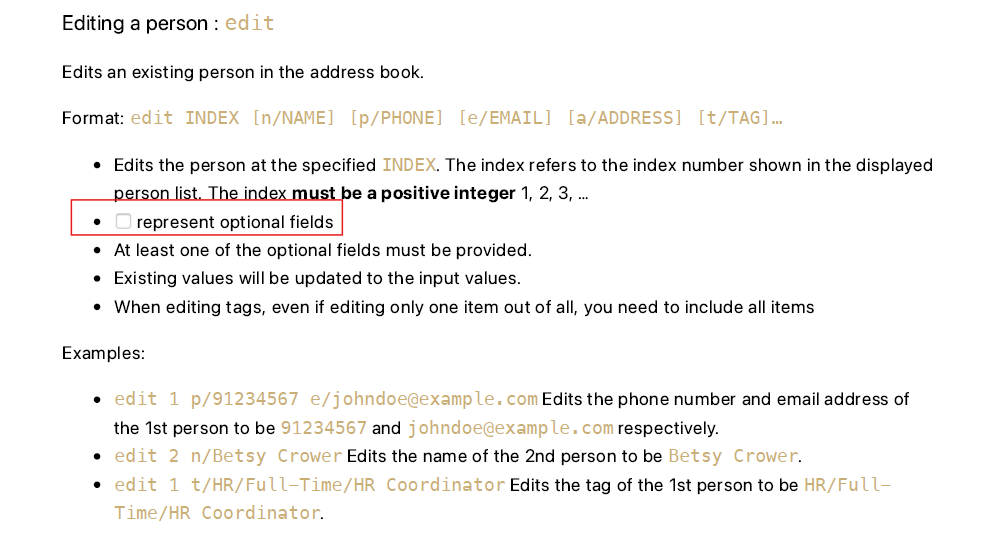 Editing a person : edit
Edits an existing person in the address book.
Format: edit INDEX [n/NAME] [p/PHONE] [e/EMAIL] [a/ADDRESS] [t/TAG]…
• Edits the person at the specified INDEX. The index refers to the index number shown in the displayed
person list. The index must be a positive integer 1, 2, 3, …
• ☐ represent optional fields
• At least one of the optional fields must be provided.
• Existing values will be updated to the input values.
• When editing tags, even if editing only one item out of all, you need to include all items
Examples:
• edit 1 p/91234567 e/johndoe@example.com Edits the phone number and email address of
the 1st person to be 91234567 and johndoe@example.com respectively.
• edit 2 n/Betsy Crower Edits the name of the 2nd person to be Betsy Crower.
• edit 1 t/HR/Full-Time/HR Coordinator Edits the tag of the 1st person to be HR/Full-
Time/HR Coordinator.